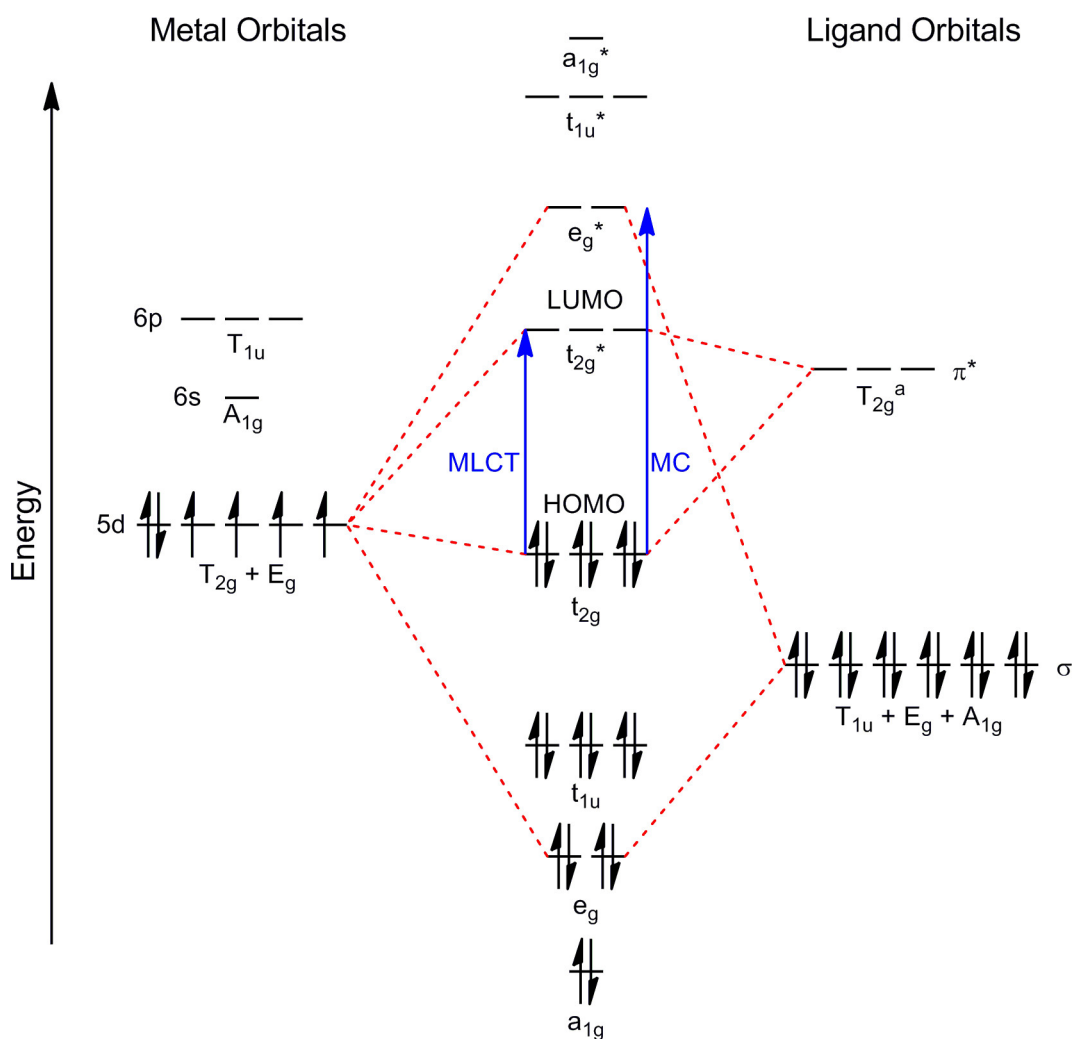 Metal Orbitals
Ligand Orbitals
a1g*
t1u*
eg*
LUMO
6p
T1u
t2g*
π*
T2g^a
6s
A1g
MLCT
MC
HOMO
5d
T2g + Eg
t2g
σ
T1u + Eg + A1g
t1u
eg
a1g
Energy